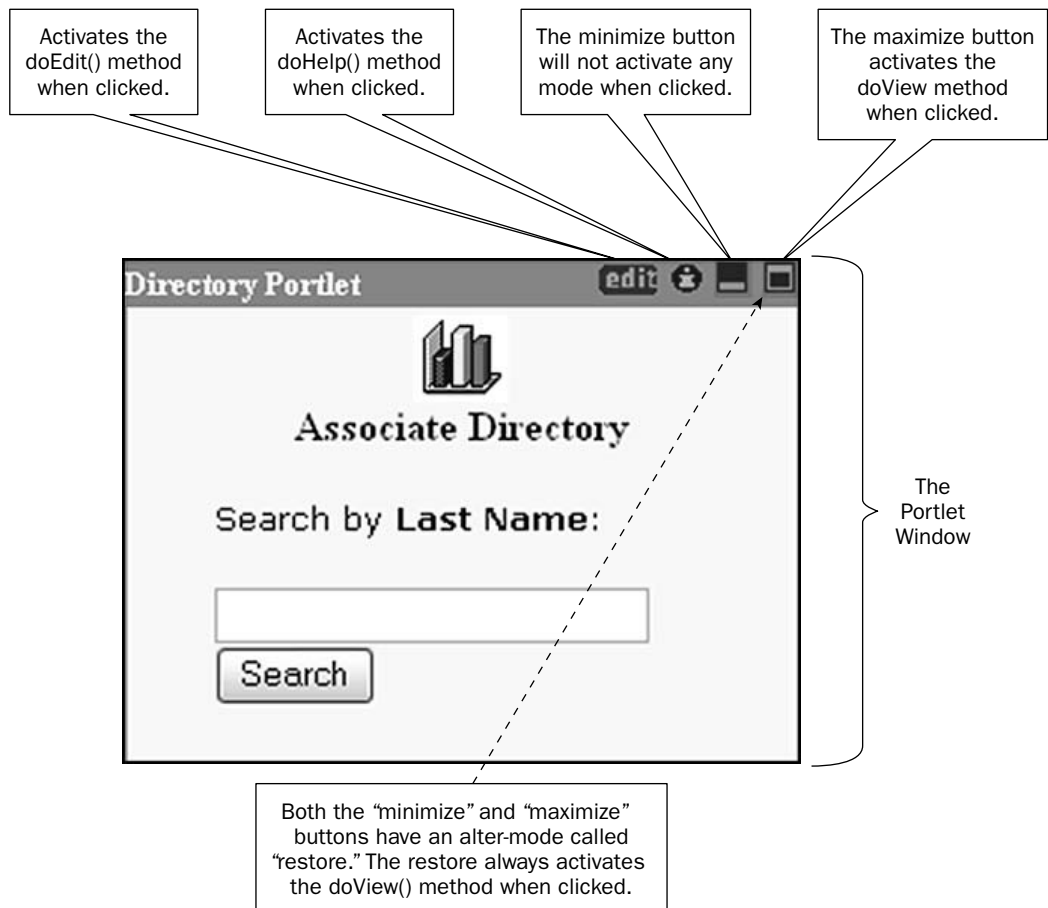 Activates the
doEdit() method
when clicked.
Activates the
doHelp() method
when clicked.
The minimize button
will not activate any
mode when clicked.
The maximize button
activates the
doView method
when clicked.
Directory Portlet
edit
Associate Directory
Search by Last Name:
Search
The
Portlet
Window
Both the “minimize” and “maximize”
buttons have an alter-mode called
“restore.” The restore always activates
the doView() method when clicked.